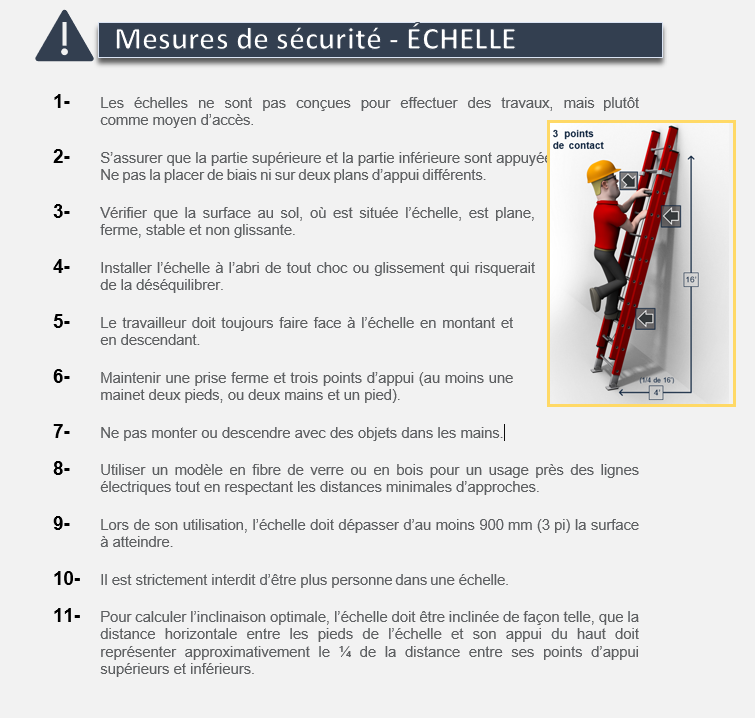 Mesures de sécurité - ÉCHELLE
1- Les échelles ne sont pas conçues pour effectuer des travaux, mais plutôt
comme moyen d’accès.
2- S’assurer que la partie supérieure et la partie inférieure sont appuyée
Ne pas la placer de biais ni sur deux plans d’appui différents.
3- Vérifier que la surface au sol, où est située l’échelle, est plane,
ferme, stable et non glissante.
4- Installer l’échelle à l’abri de tout choc ou glissement qui risquerait
de la déséquilibrer.
5- Le travailleur doit toujours faire face à l’échelle en montant et
en descendant.
6- Maintenir une prise ferme et trois points d’appui (au moins une
mainet deux pieds, ou deux mains et un pied).
7- Ne pas monter ou descendre avec des objets dans les mains.
8- Utiliser un modèle en fibre de verre ou en bois pour un usage près des lignes
électriques tout en respectant les distances minimales d’approches.
9- Lors de son utilisation, l’échelle doit dépasser d’au moins 900 mm (3 pi) la surface
à atteindre.
10- Il est strictement interdit d’être plus personne dans une échelle.
11- Pour calculer l’inclinaison optimale, l’échelle doit être inclinée de façon telle, que la
distance horizontale entre les pieds de l’échelle et son appui du haut doit
représenter approximativement le ¼ de la distance entre ses points d’appui
supérieurs et inférieurs.
3 points
de contact
16'
(1/4 de 16')
4'